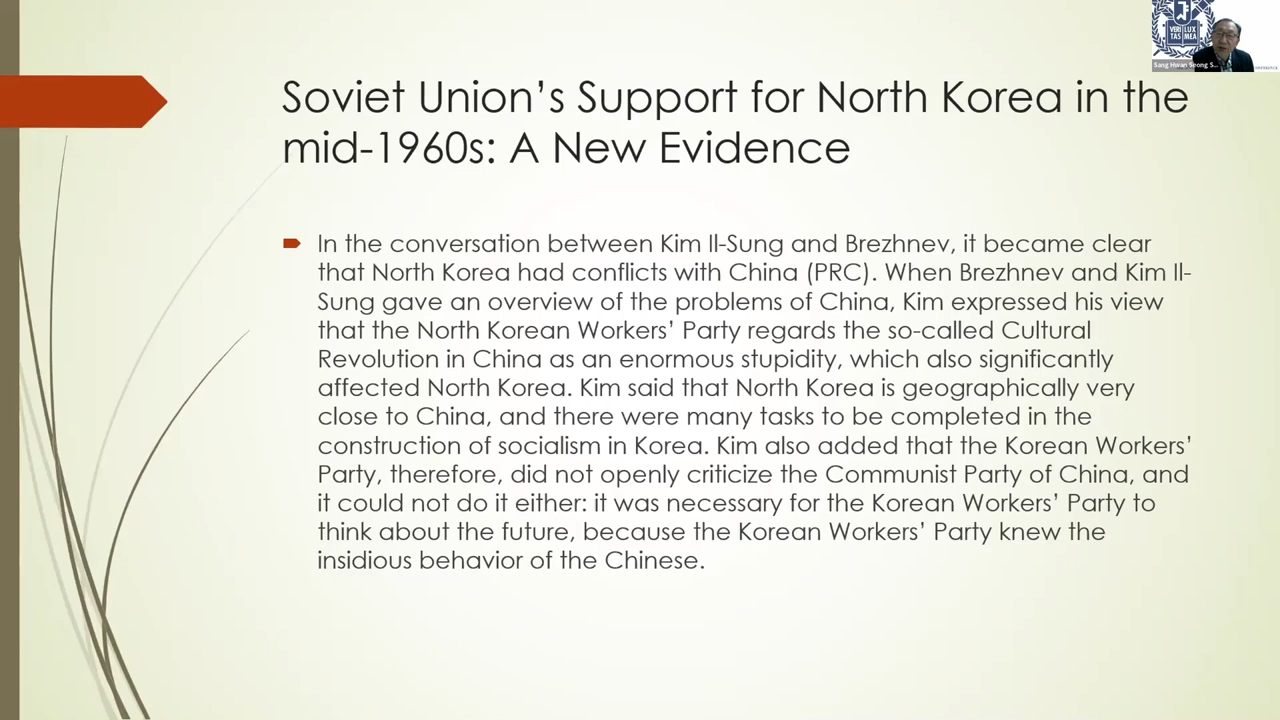 VERI LUX
TAS MEA
Sang Hwan Seong S...
Soviet Union’s Support for North Korea in the
mid-1960s: A New Evidence
In the conversation between Kim Il-Sung and Brezhnev, it became clear
that North Korea had conflicts with China (PRC). When Brezhnev and Kim Il-
Sung gave an overview of the problems of China, Kim expressed his view
that the North Korean Workers’ Party regards the so-called Cultural
Revolution in China as an enormous stupidity, which also significantly
affected North Korea. Kim said that North Korea is geographically very
close to China, and there were many tasks to be completed in the
construction of socialism in Korea. Kim also added that the Korean Workers’
Party, therefore, did not openly criticize the Communist Party of China, and
it could not do it either: it was necessary for the Korean Workers’ Party to
think about the future, because the Korean Workers’ Party knew the
insidious behavior of the Chinese.